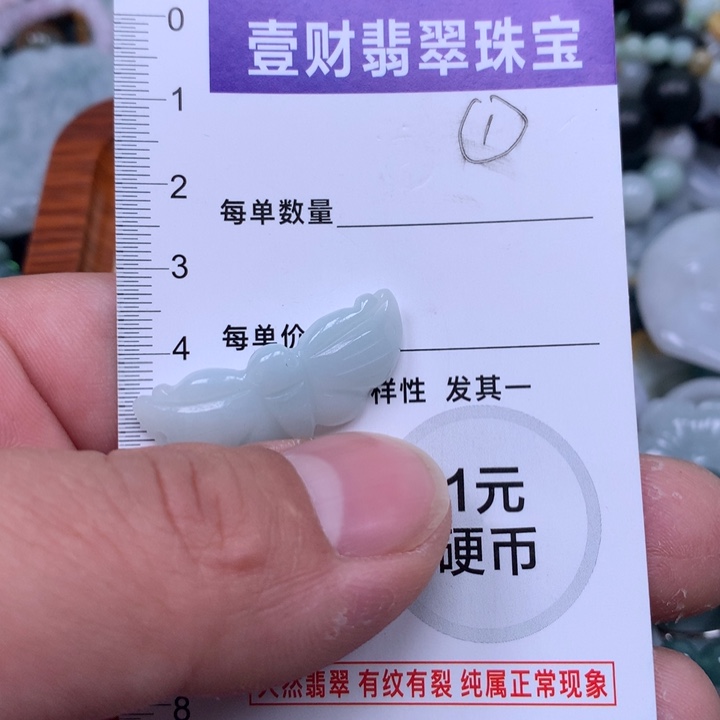 0
壹财翡翠珠宝
1
①
2
每单数量
3
每单价
4
样性 发其一
1元
硬币
天然翡翠 有纹有裂 纯属正常现象
8